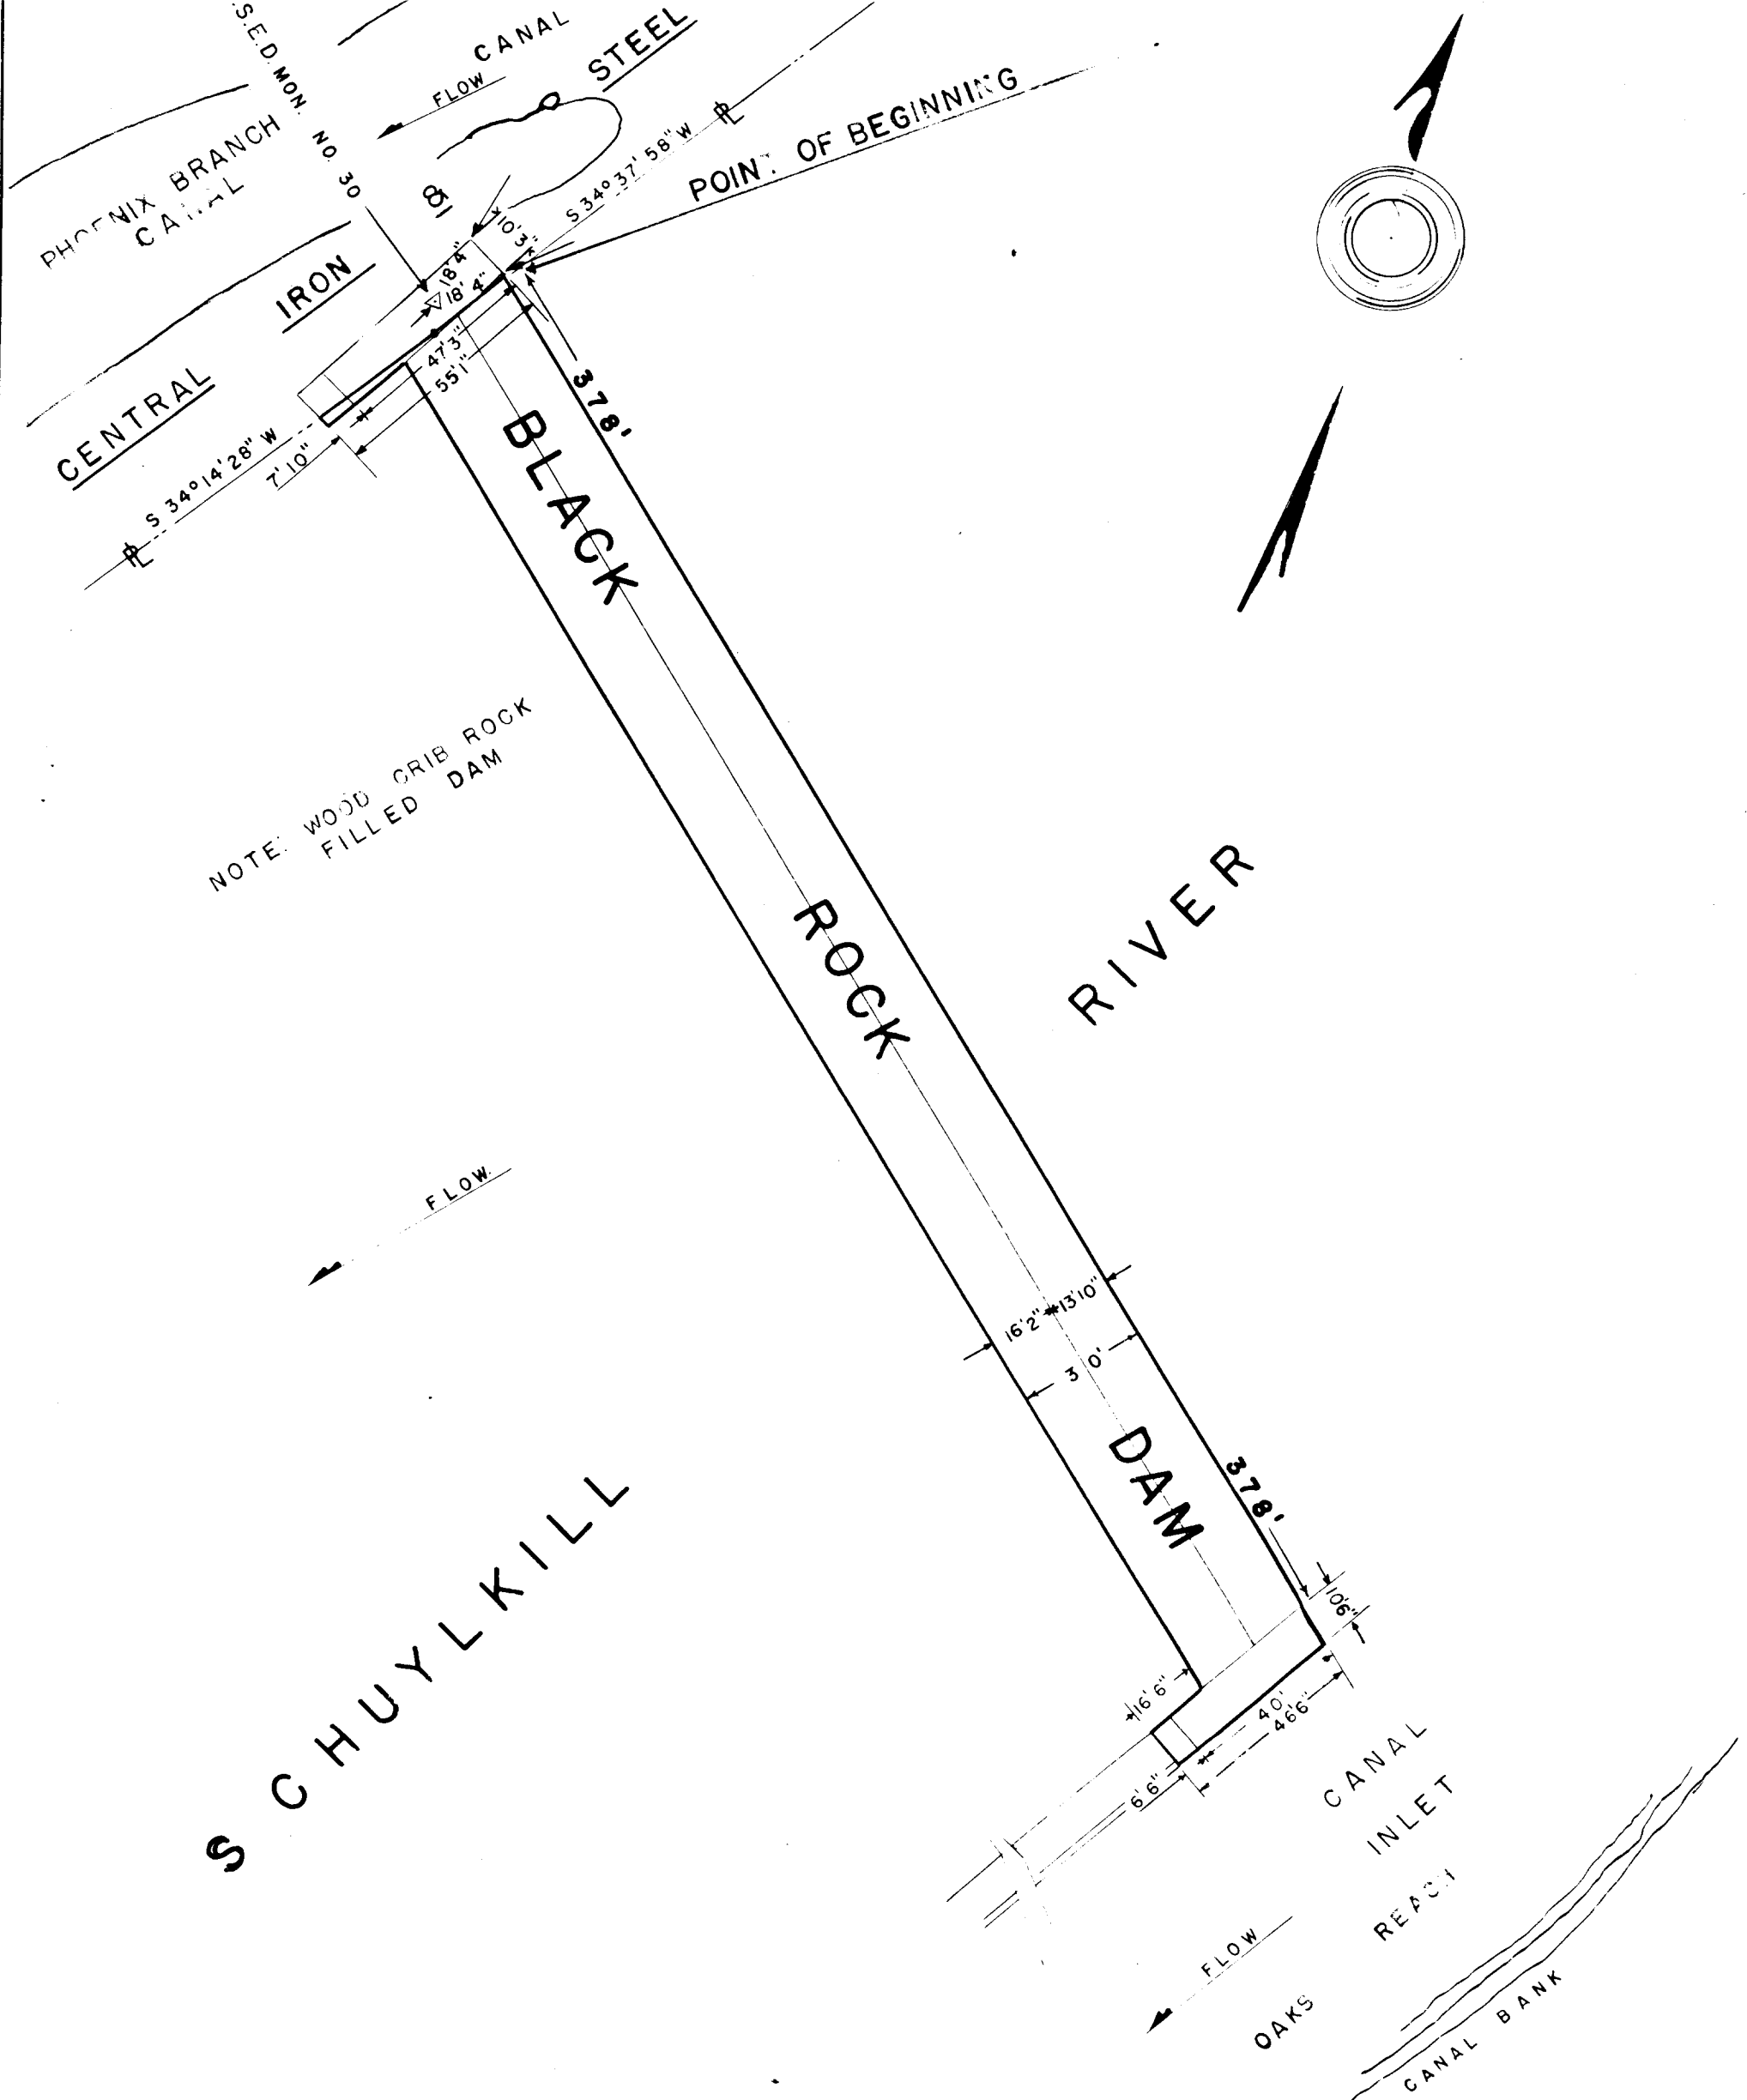 S.E.D. MON. NO. 30
CANAL
FLOW
PHOENIX BRANCH
CANAL
CENTRAL IRON & STEEL
S 34° 37' 58" W
POINT OF BEGINNING
10'3"
18'4"
18'4"
47'3"
55'1"
7'10"
S 34° 14' 28" W
378'
BLACK ROCK DAM
NOTE: WOOD CRIB ROCK
FILLED DAM
SCHUYLKILL RIVER
FLOW
16'2"
13'10"
30'
378'
10'6"
16'6"
40'
46'6"
6'6"
CANAL
INLET
OAKS REACH
FLOW
CANAL BANK